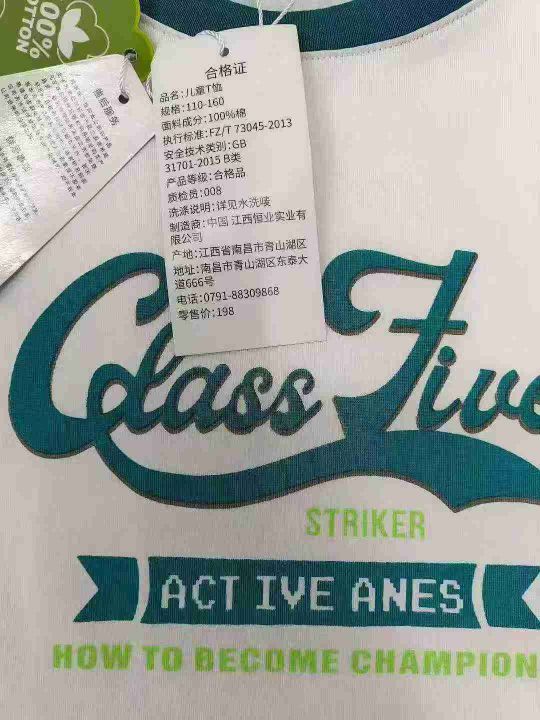 100%
COTTON
售后服务
合格证
品名:儿童T恤
规格:110-160
面料成分:100%棉
执行标准:FZ/T 73045-2013
安全技术类别:GB
31701-2015 B类
产品等级:合格品
质检员:008
洗涤说明:详见水洗唛
制造商:中国 江西恒业实业有
限公司
产地:江西省南昌市青山湖区
地址:南昌市青山湖区东泰大
道666号
电话:0791-88309868
零售价:198
Class Five
STRIKER
ACT IVE ANES
HOW TO BECOME CHAMPION